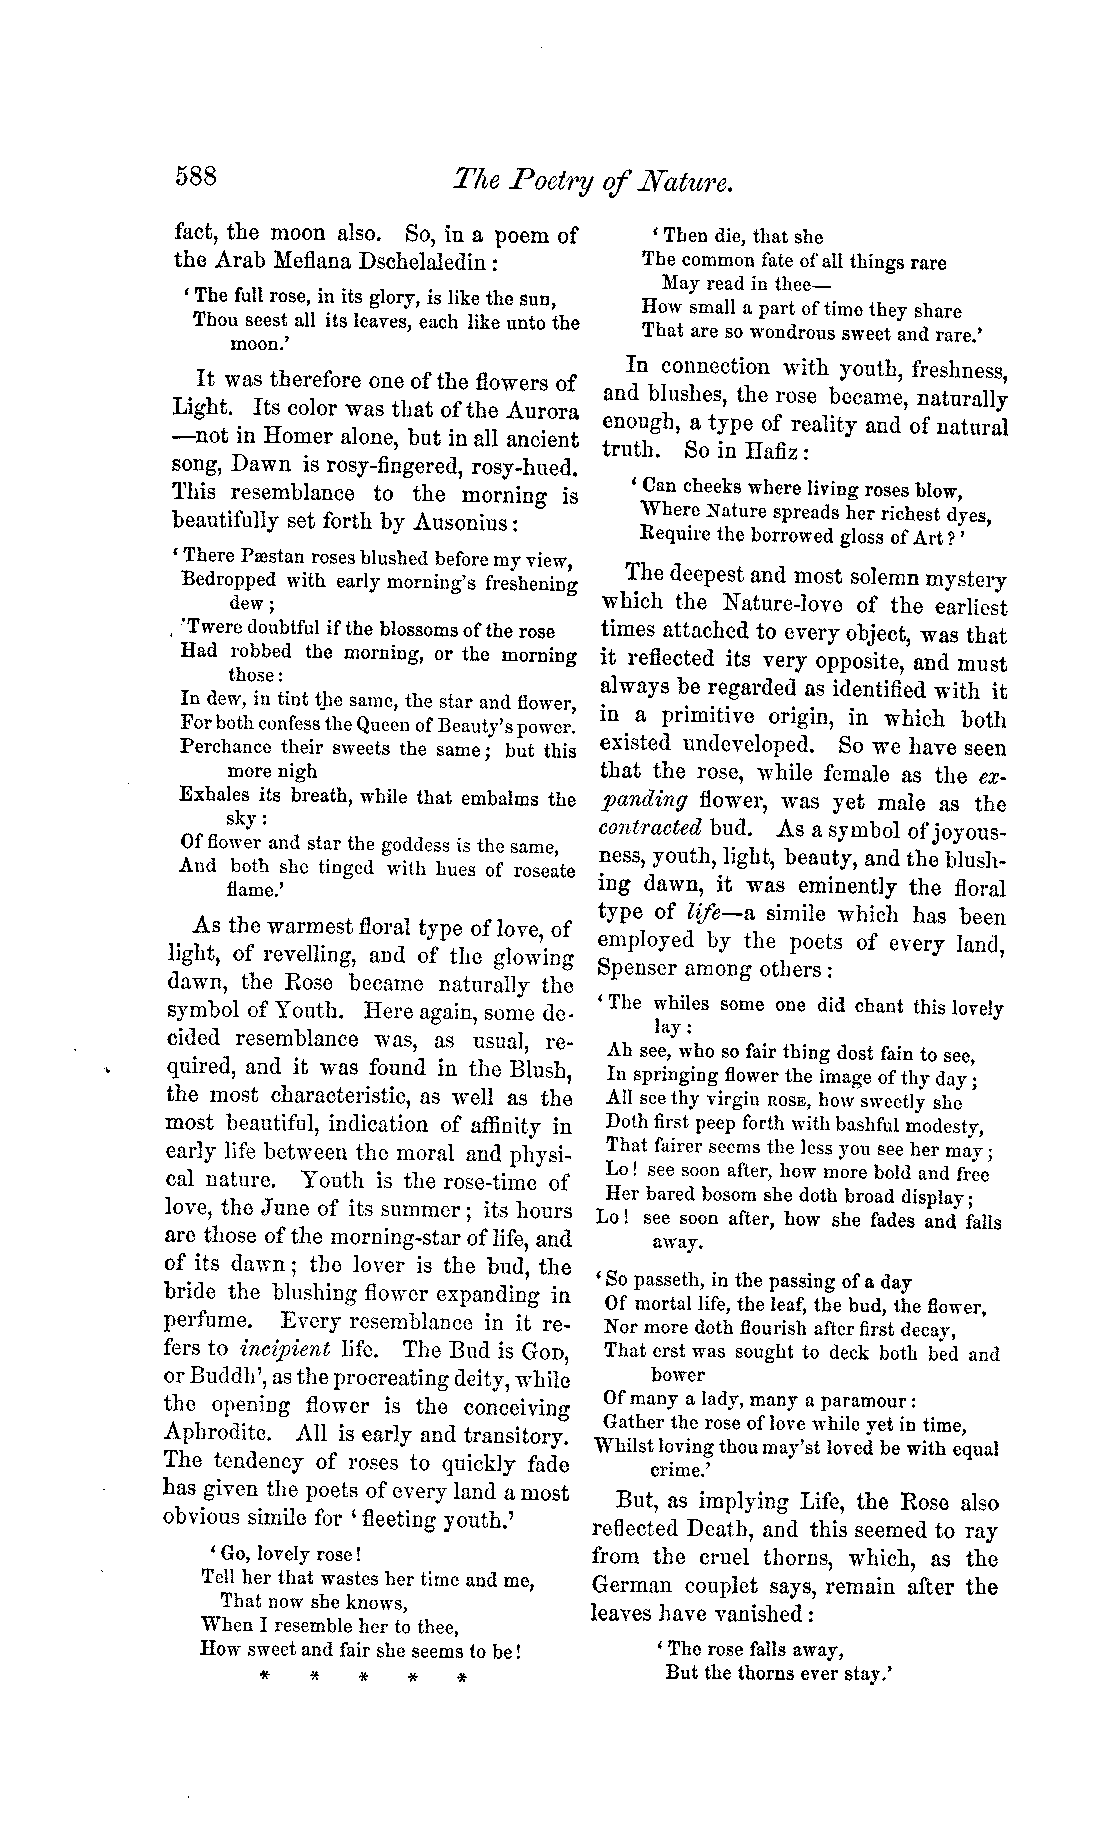 588
The Poetry of Nature.
fact, the moon also. So, in a poem of
the Arab Meflana Dschelaledin:
‘The full rose, in its glory, is like the sun,
Thou seest all its leaves, each like unto the
moon.’
It was therefore one of the flowers of
Light. Its color was that of the Aurora
—not in Homer alone, but in all ancient
song, Dawn is rosy-fingered, rosy-hued.
This resemblance to the morning is
beautifully set forth by Ausonius:
‘There Pæstan roses blushed before my view,
Bedropped with early morning's freshening
dew;
'Twere doubtful if the blossoms of the rose
Had robbed the morning, or the morning
those:
In dew, in tint the same, the star and flower,
For both confess the Queen of Beauty's power.
Perchance their sweets the same; but this
more nigh
Exhales its breath, while that embalms the
sky:
Of flower and star the goddess is the same,
And both she tinged with hues of roseate
flame.’
As the warmest floral type of love, of
light, of revelling, and of the glowing
dawn, the Rose became naturally the
symbol of Youth. Here again, some de-
cided resemblance was, as usual, re-
quired, and it was found in the Blush,
the most characteristic, as well as the
most beautiful, indication of affinity in
early life between the moral and physi-
cal nature. Youth is the rose-time of
love, the June of its summer; its hours
are those of the morning-star of life, and
of its dawn; the lover is the bud, the
bride the blushing flower expanding in
perfume. Every resemblance in it re-
fers to incipient life. The Bud is GOD,
or Buddh', as the procreating deity, while
the opening flower is the conceiving
Aphrodite. All is early and transitory.
The tendency of roses to quickly fade
has given the poets of every land a most
obvious simile for ‘fleeting youth.’
‘Go, lovely rose!
Tell her that wastes her time and me,
That now she knows,
When I resemble her to thee,
How sweet and fair she seems to be!
* * * * *
‘Then die, that she
The common fate of all things rare
May read in thee—
How small a part of time they share
That are so wondrous sweet and rare.’
In connection with youth, freshness,
and blushes, the rose became, naturally
enough, a type of reality and of natural
truth. So in Hafiz:
‘Can cheeks where living roses blow,
Where Nature spreads her richest dyes,
Require the borrowed gloss of Art?’
The deepest and most solemn mystery
which the Nature-love of the earliest
times attached to every object, was that
it reflected its very opposite, and must
always be regarded as identified with it
in a primitive origin, in which both
existed undeveloped. So we have seen
that the rose, while female as the ex-
panding flower, was yet male as the
contracted bud. As a symbol of joyous-
ness, youth, light, beauty, and the blush-
ing dawn, it was eminently the floral
type of life—a simile which has been
employed by the poets of every land,
Spenser among others:
‘The whiles some one did chant this lovely
lay:
Ah see, who so fair thing dost fain to see,
In springing flower the image of thy day;
All see thy virgin ROSE, how sweetly she
Doth first peep forth with bashful modesty,
That fairer seems the less you see her may;
Lo! see soon after, how more bold and free
Her bared bosom she doth broad display;
Lo! see soon after, how she fades and falls
away.
‘So passeth, in the passing of a day
Of mortal life, the leaf, the bud, the flower,
Nor more doth flourish after first decay,
That erst was sought to deck both bed and
bower
Of many a lady, many a paramour:
Gather the rose of love while yet in time,
Whilst loving thou may'st loved be with equal
crime.’
But, as implying Life, the Rose also
reflected Death, and this seemed to ray
from the cruel thorns, which, as the
German couplet says, remain after the
leaves have vanished:
‘The rose falls away,
But the thorns ever stay.’